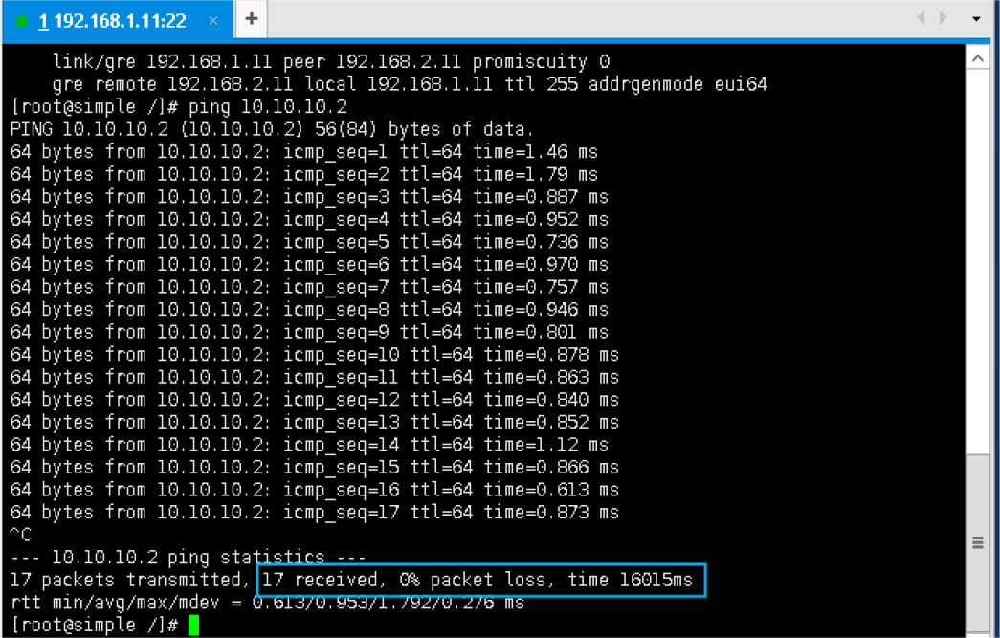 1 192.168.1.11:22 × +
link/gre 192.168.1.11 peer 192.168.2.11 promiscuity 0
gre remote 192.168.2.11 local 192.168.1.11 ttl 255 addrgenmode eui64
[root@simple /]# ping 10.10.10.2
PING 10.10.10.2 (10.10.10.2) 56(84) bytes of data.
64 bytes from 10.10.10.2: icmp_seq=1 ttl=64 time=1.46 ms
64 bytes from 10.10.10.2: icmp_seq=2 ttl=64 time=1.79 ms
64 bytes from 10.10.10.2: icmp_seq=3 ttl=64 time=0.887 ms
64 bytes from 10.10.10.2: icmp_seq=4 ttl=64 time=0.952 ms
64 bytes from 10.10.10.2: icmp_seq=5 ttl=64 time=0.736 ms
64 bytes from 10.10.10.2: icmp_seq=6 ttl=64 time=0.970 ms
64 bytes from 10.10.10.2: icmp_seq=7 ttl=64 time=0.757 ms
64 bytes from 10.10.10.2: icmp_seq=8 ttl=64 time=0.946 ms
64 bytes from 10.10.10.2: icmp_seq=9 ttl=64 time=0.801 ms
64 bytes from 10.10.10.2: icmp_seq=10 ttl=64 time=0.878 ms
64 bytes from 10.10.10.2: icmp_seq=11 ttl=64 time=0.863 ms
64 bytes from 10.10.10.2: icmp_seq=12 ttl=64 time=0.840 ms
64 bytes from 10.10.10.2: icmp_seq=13 ttl=64 time=0.852 ms
64 bytes from 10.10.10.2: icmp_seq=14 ttl=64 time=1.12 ms
64 bytes from 10.10.10.2: icmp_seq=15 ttl=64 time=0.866 ms
64 bytes from 10.10.10.2: icmp_seq=16 ttl=64 time=0.613 ms
64 bytes from 10.10.10.2: icmp_seq=17 ttl=64 time=0.873 ms
^C
--- 10.10.10.2 ping statistics ---
17 packets transmitted, 17 received, 0% packet loss, time 16015ms
rtt min/avg/max/mdev = 0.613/0.953/1.792/0.276 ms
[root@simple /]#